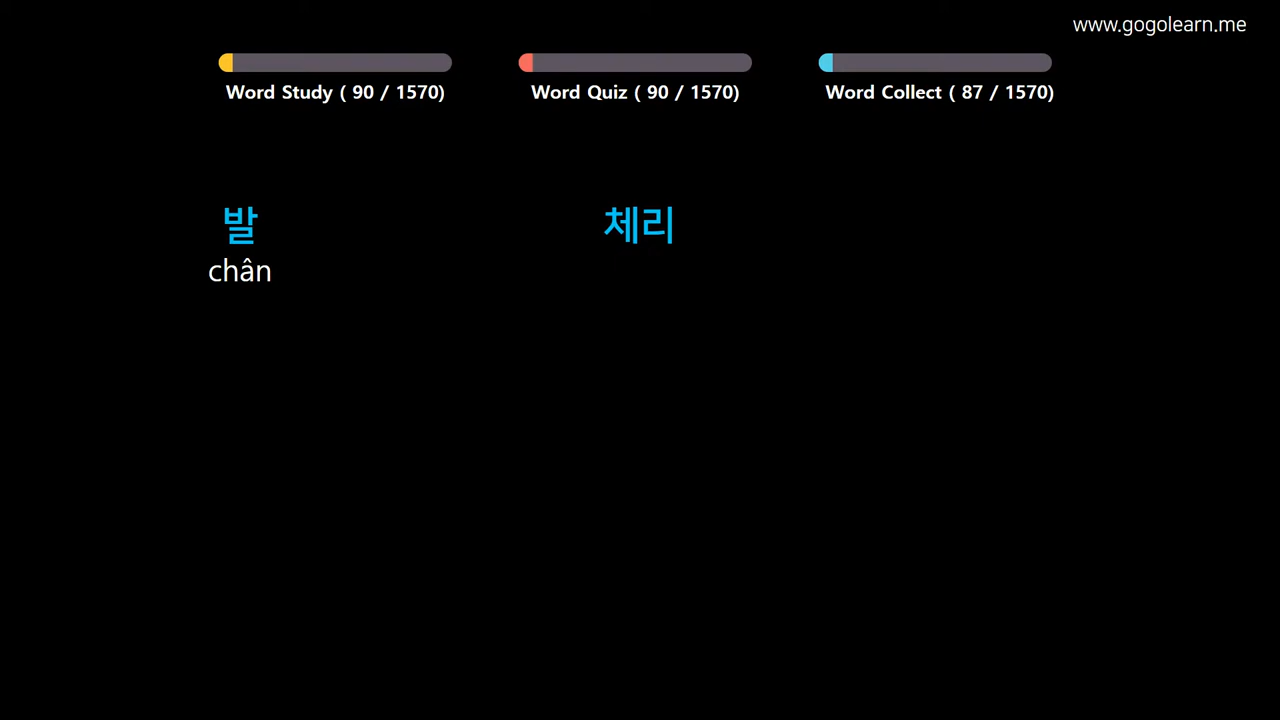 www.gogolearn.me
Word Study ( 90 / 1570)
Word Quiz ( 90 / 1570)
Word Collect ( 87 / 1570)
발
체리
chân